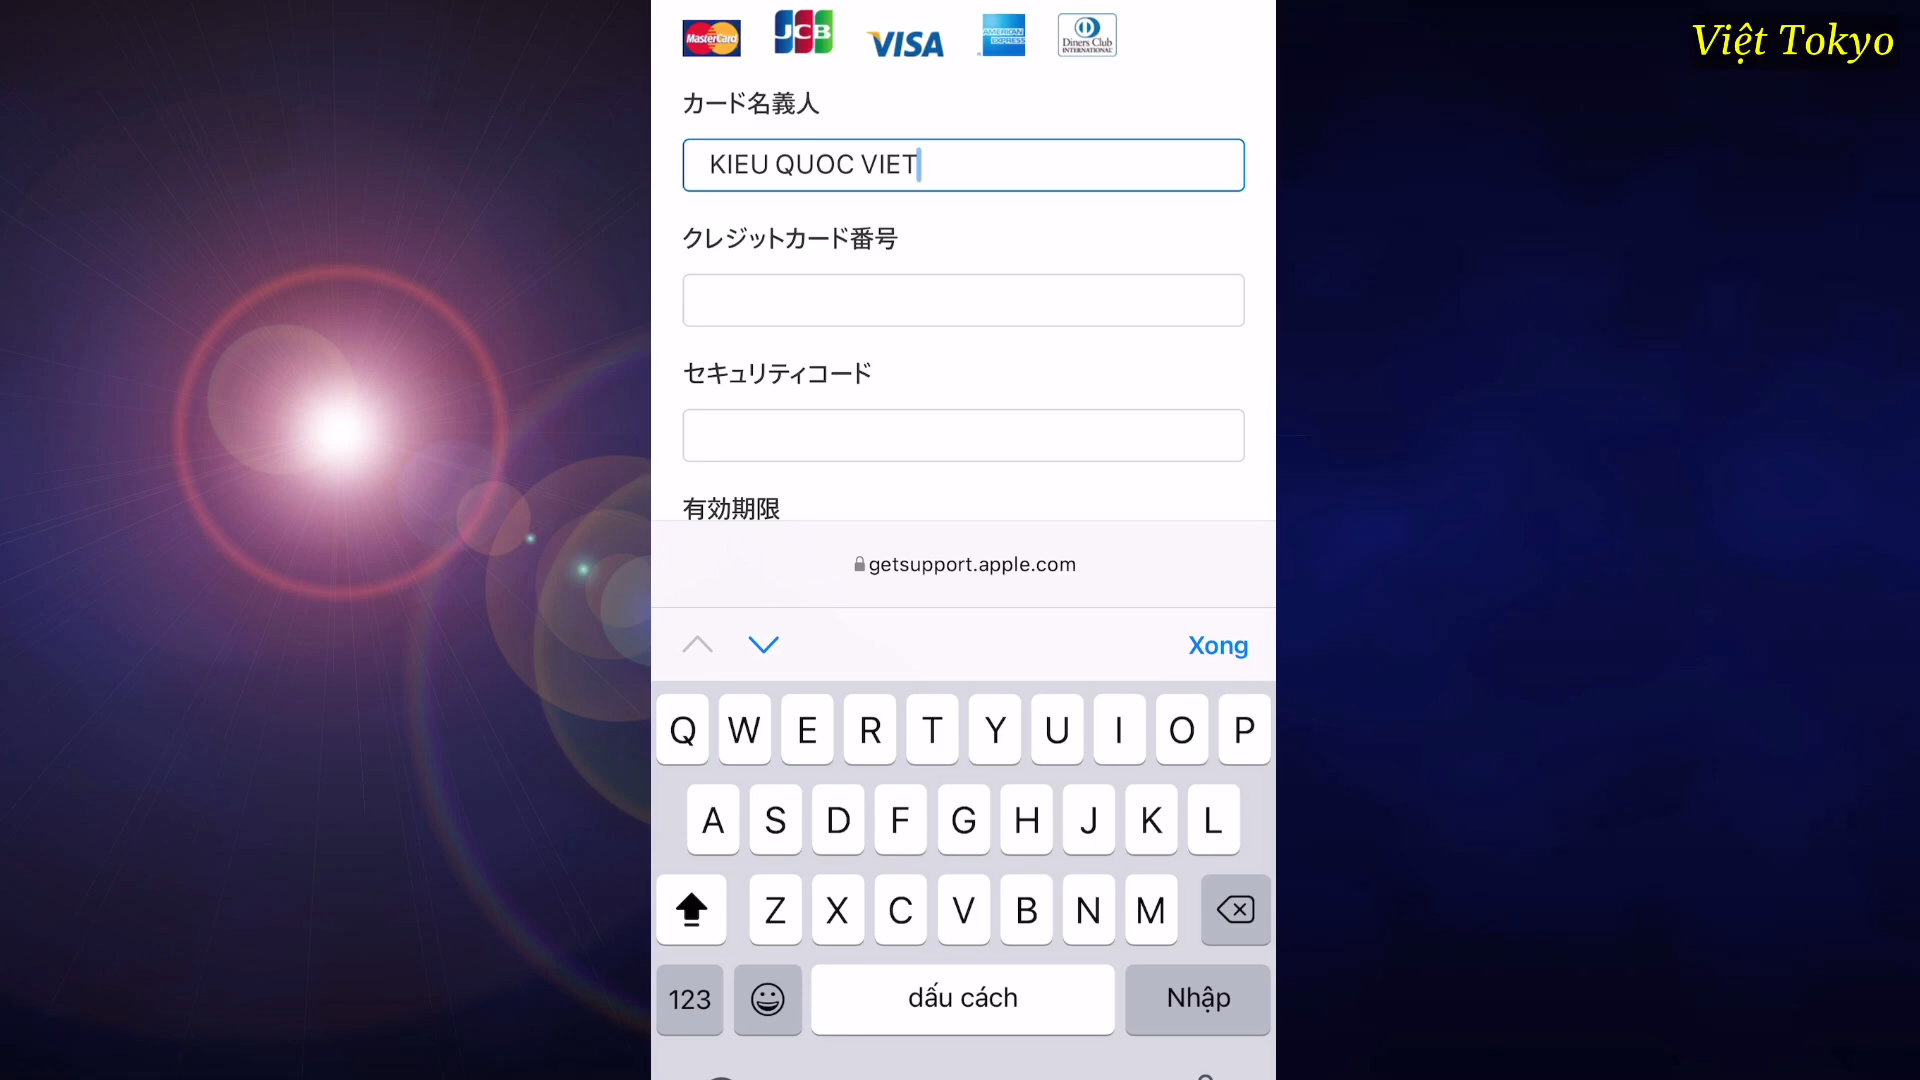 MasterCard JCB VISA AMERICAN EXPRESS Diners Club INTERNATIONAL
Việt Tokyo
カード名義人
KIEU QUOC VIET
クレジットカード番号
セキュリティコード
有効期限
getsupport.apple.com
Xong
Q W E R T Y U I O P
A S D F G H J K L
Z X C V B N M
123 dấu cách Nhập